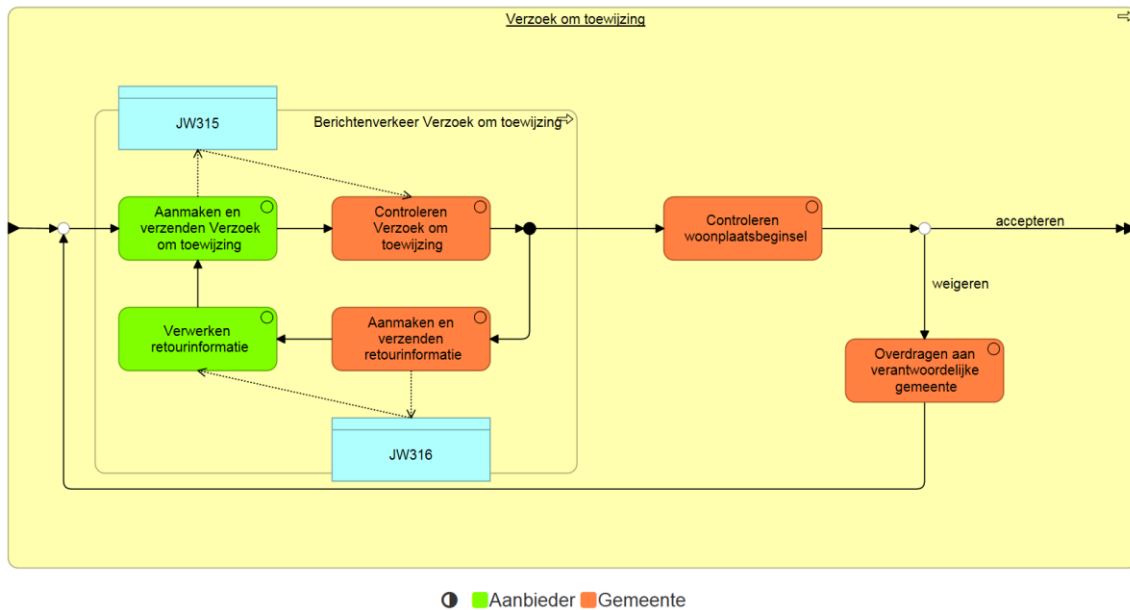 Verzoek om toewijzing
JW315
Berichtenverkeer Verzoek om toewijzing
Aanmaken en
verzenden Verzoek
om toewijzing
Controleren
Verzoek om
toewijzing
Controleren
woonplaatsbeginsel
accepteren
weigeren
Verwerken
retourinformatie
Aanmaken en
verzenden
retourinformatie
Overdragen aan
verantwoordelijke
gemeente
JW316
Aanbieder Gemeente